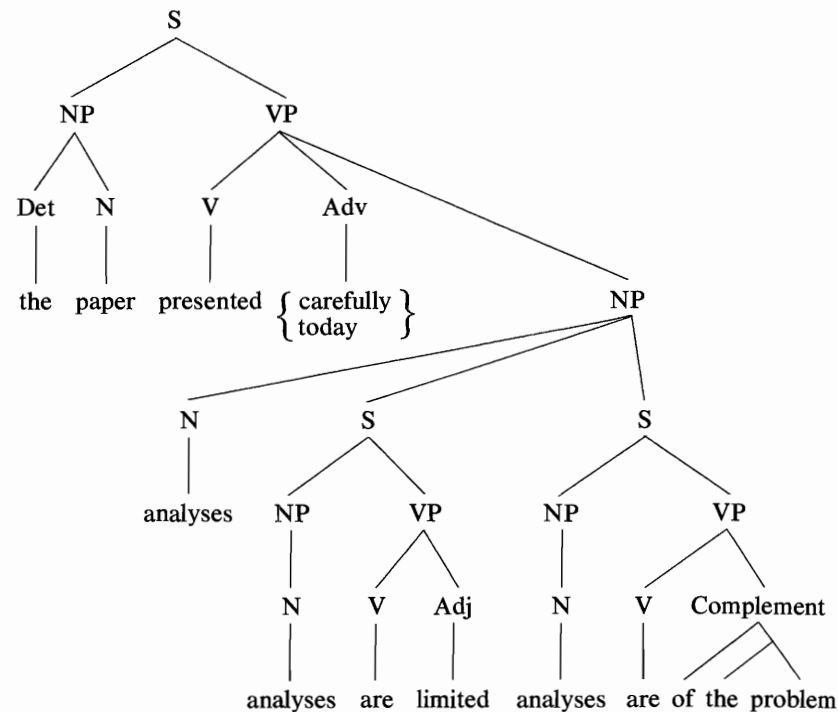 S
NP VP
Det N V Adv
the paper presented { carefully } NP
today
N S S
analyses NP VP NP VP
N V Adj N V Complement
analyses are limited analyses are of the problem